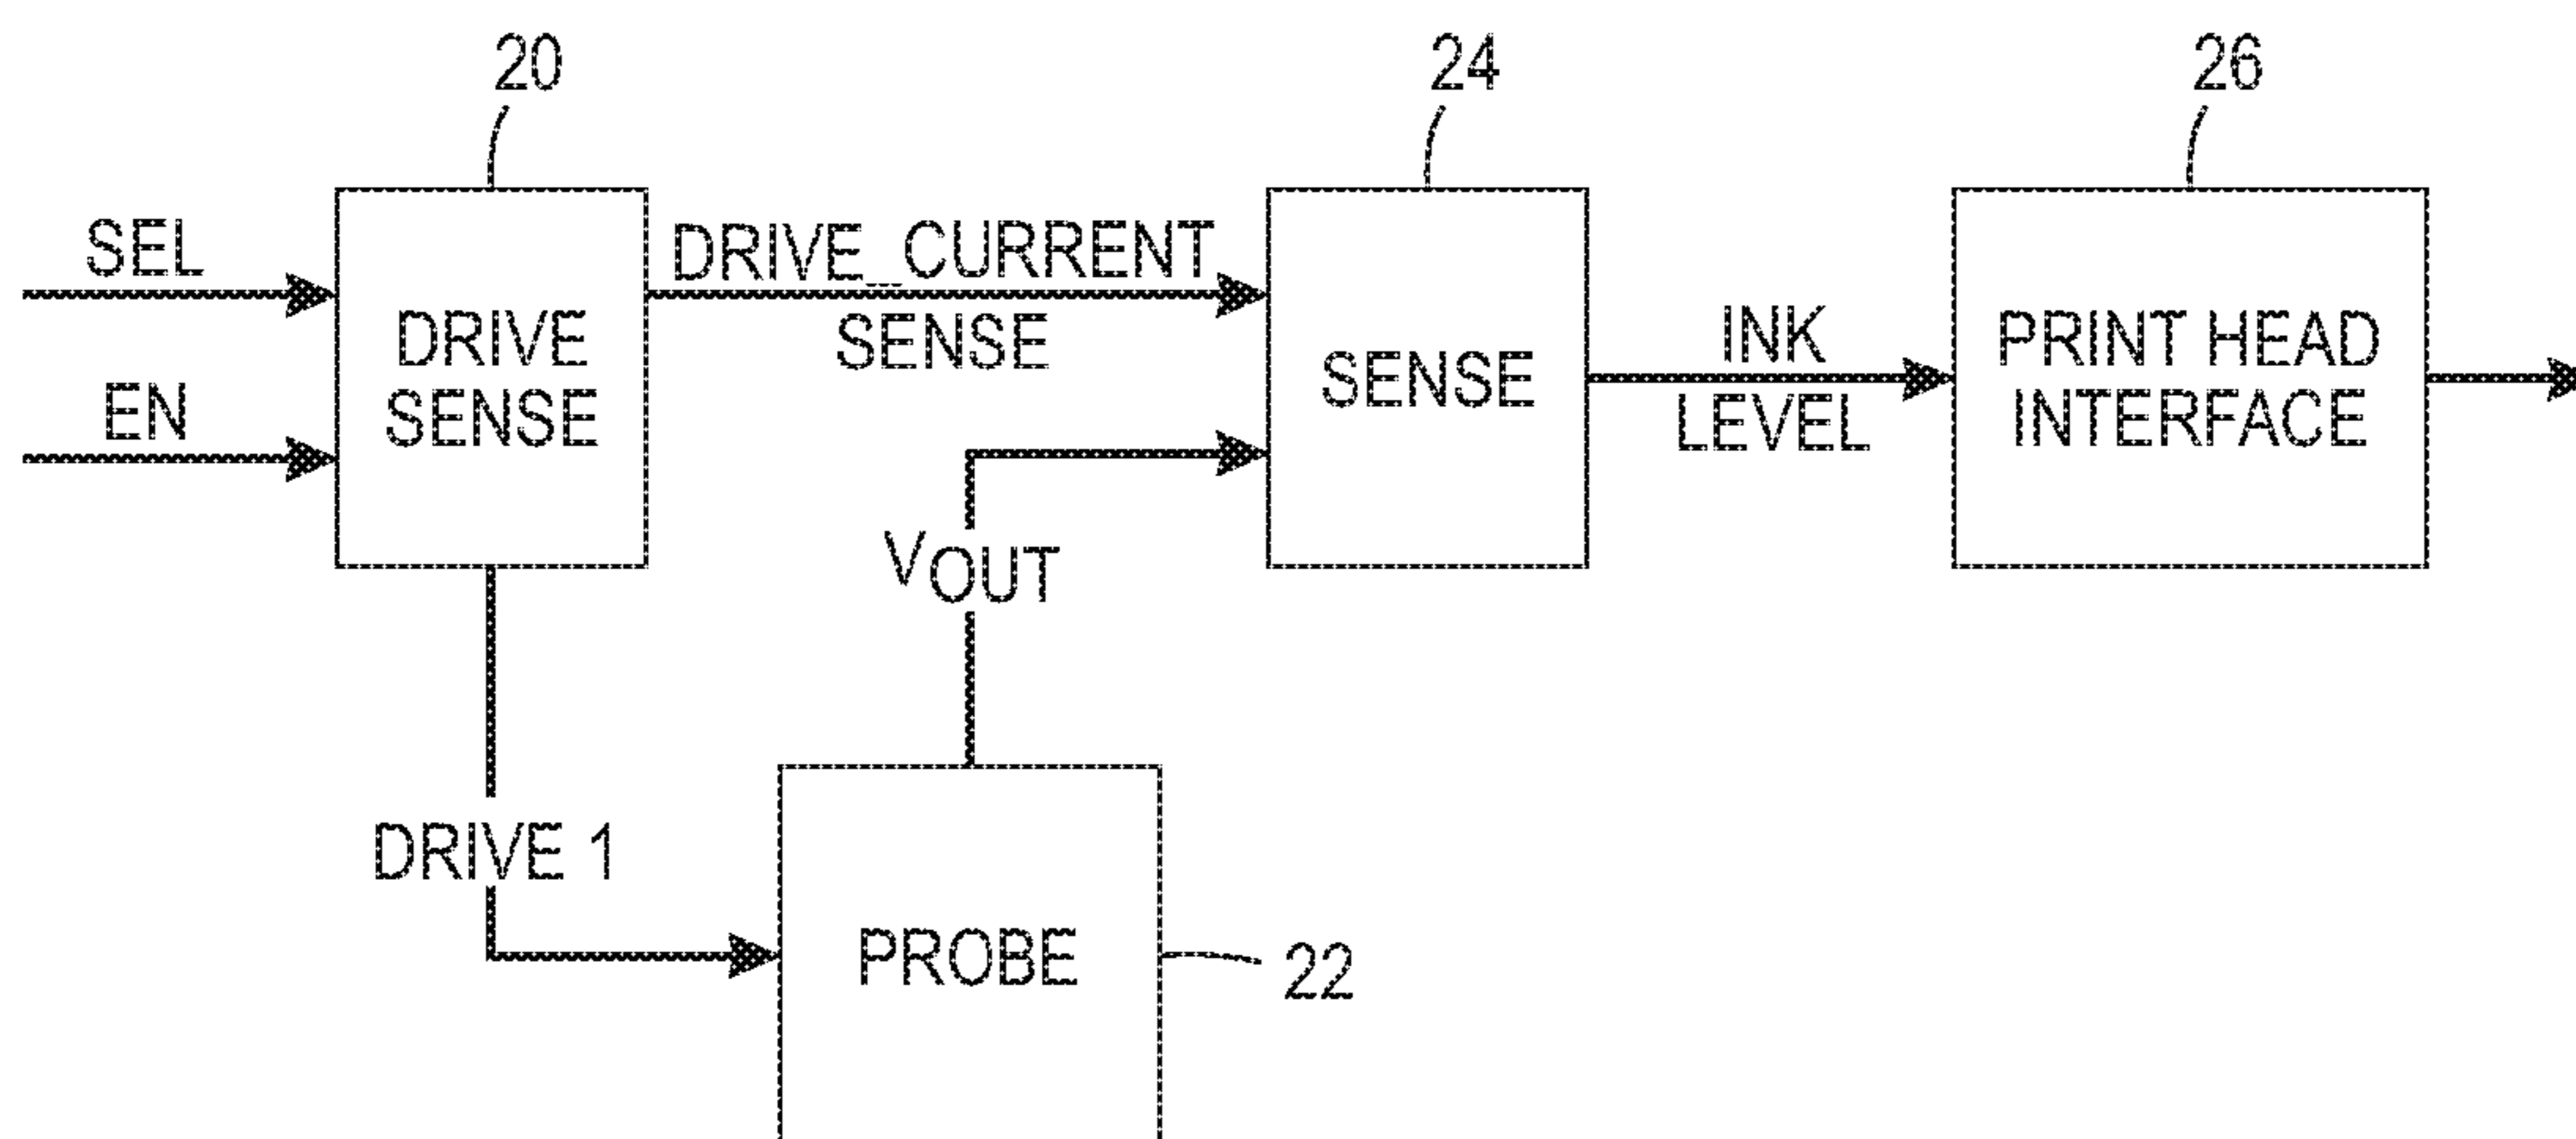 20
24
26
SEL
EN
DRIVE
SENSE
DRIVE_CURRENT
SENSE
VOUT
SENSE
INK
LEVEL
PRINT HEAD
INTERFACE
DRIVE 1
PROBE
22